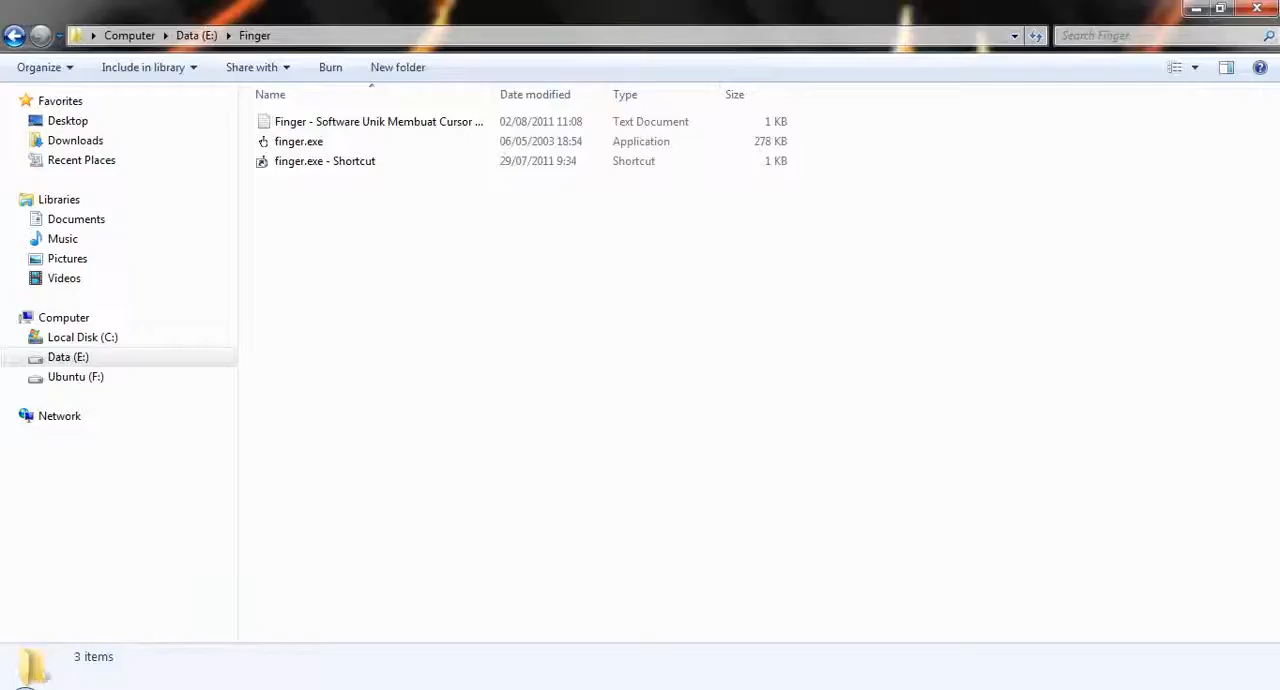 Computer Data (E:) Finger Search Finger
Organize Include in library Share with Burn New folder
Name Date modified Type Size
Finger - Software Unik Membuat Cursor ... 02/08/2011 11:08 Text Document 1 KB
finger.exe 06/05/2003 18:54 Application 278 KB
finger.exe - Shortcut 29/07/2011 9:34 Shortcut 1 KB
Favorites
Desktop
Downloads
Recent Places
Libraries
Documents
Music
Pictures
Videos
Computer
Local Disk (C:)
Data (E:)
Ubuntu (F:)
Network
3 items